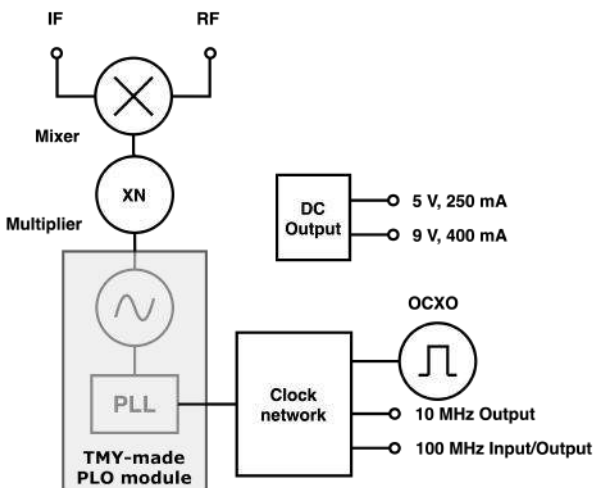 IF
RF
Mixer
XN
Multiplier
DC
Output
5 V, 250 mA
9 V, 400 mA
OCXO
PLL
Clock
network
10 MHz Output
100 MHz Input/Output
TMY-made
PLO module